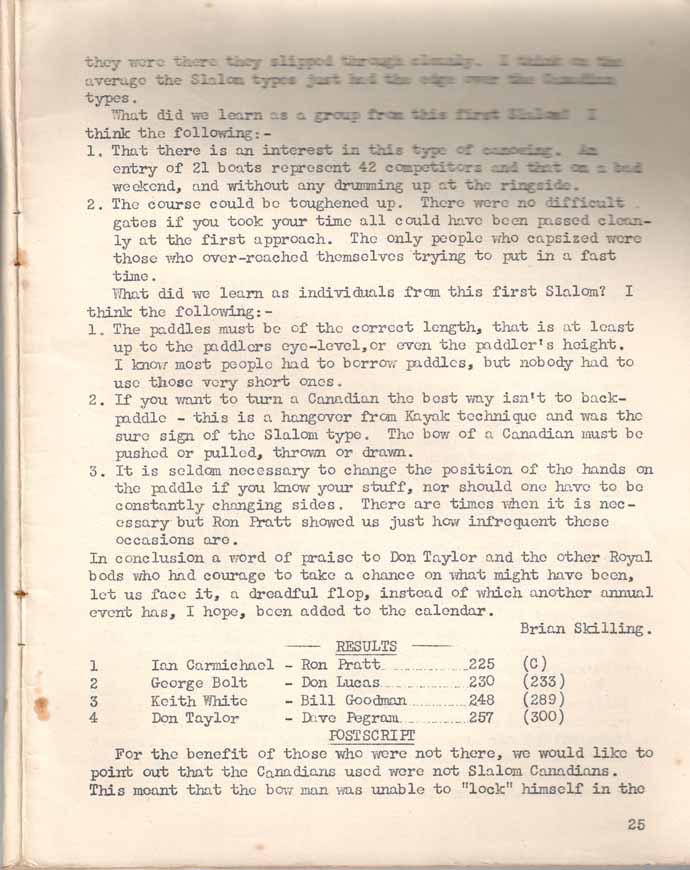 they were there they slipped through cleanly. I think on the
average the Slalom types just had the edge over the Canadian
types.
What did we learn as a group from this first Slalom? I
think the following:-
1. That there is an interest in this type of canoeing. An
entry of 21 boats represent 42 competitors and that on a bad
weekend, and without any drumming up at the ringside.
2. The course could be toughened up. There were no difficult
gates if you took your time all could have been passed clean-
ly at the first approach. The only people who capsized were
those who over-reached themselves trying to put in a fast
time.
What did we learn as individuals from this first Slalom? I
think the following:-
1. The paddles must be of the correct length, that is at least
up to the paddlers eye-level,or even the paddler's height.
I know most people had to borrow paddles, but nobody had to
use those very short ones.
2. If you want to turn a Canadian the best way isn't to back-
paddle - this is a hangover from Kayak technique and was the
sure sign of the Slalom type. The bow of a Canadian must be
pushed or pulled, thrown or drawn.
3. It is seldom necessary to change the position of the hands on
the paddle if you know your stuff, nor should one have to be
constantly changing sides. There are times when it is nec-
essary but Ron Pratt showed us just how infrequent these
occasions are.
In conclusion a word of praise to Don Taylor and the other Royal
bods who had courage to take a chance on what might have been,
let us face it, a dreadful flop, instead of which another annual
event has, I hope, been added to the calendar.
Brian Skilling.
RESULTS
1 Ian Carmichael - Ron Pratt 225 (C)
2 George Bolt - Don Lucas 230 (233)
3 Keith White - Bill Goodman 248 (289)
4 Don Taylor - Dave Pegram 257 (300)
POSTSCRIPT
For the benefit of those who were not there, we would like to
point out that the Canadians used were not Slalom Canadians.
This meant that the bow man was unable to "lock" himself in the
25